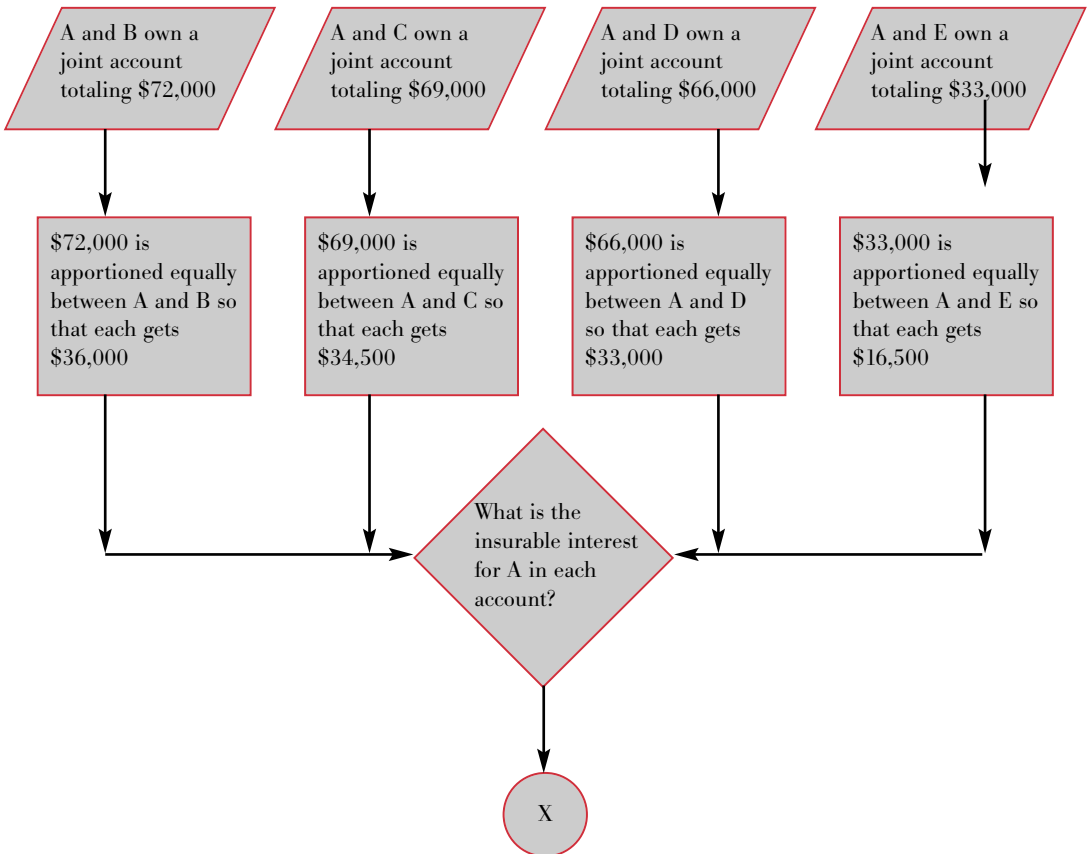 A and B own a
joint account
totaling $72,000
A and C own a
joint account
totaling $69,000
A and D own a
joint account
totaling $66,000
A and E own a
joint account
totaling $33,000
$72,000 is
apportioned equally
between A and B so
that each gets
$36,000
$69,000 is
apportioned equally
between A and C so
that each gets
$34,500
$66,000 is
apportioned equally
between A and D
so that each gets
$33,000
$33,000 is
apportioned equally
between A and E so
that each gets
$16,500
What is the
insurable interest
for A in each
account?
X